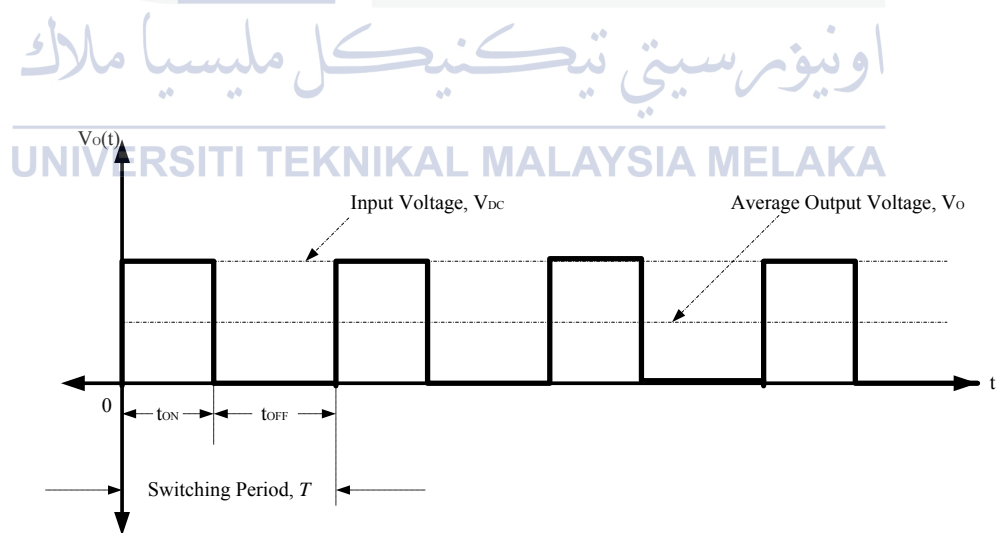 اونيۏرسيتي تيكنيكل مليسيا ملاك
UNIVERSITI TEKNIKAL MALAYSIA MELAKA
Vo(t)
Input Voltage, VDC
Average Output Voltage, Vo
t
0
tON
tOFF
Switching Period, T